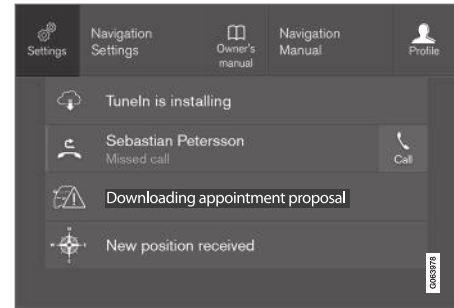 Settings
Navigation
Settings
Owner's
manual
Navigation
Manual
Profile
TuneIn is installing
Sebastian Petersson
Missed call
Call
Downloading appointment proposal
New position received
G063978